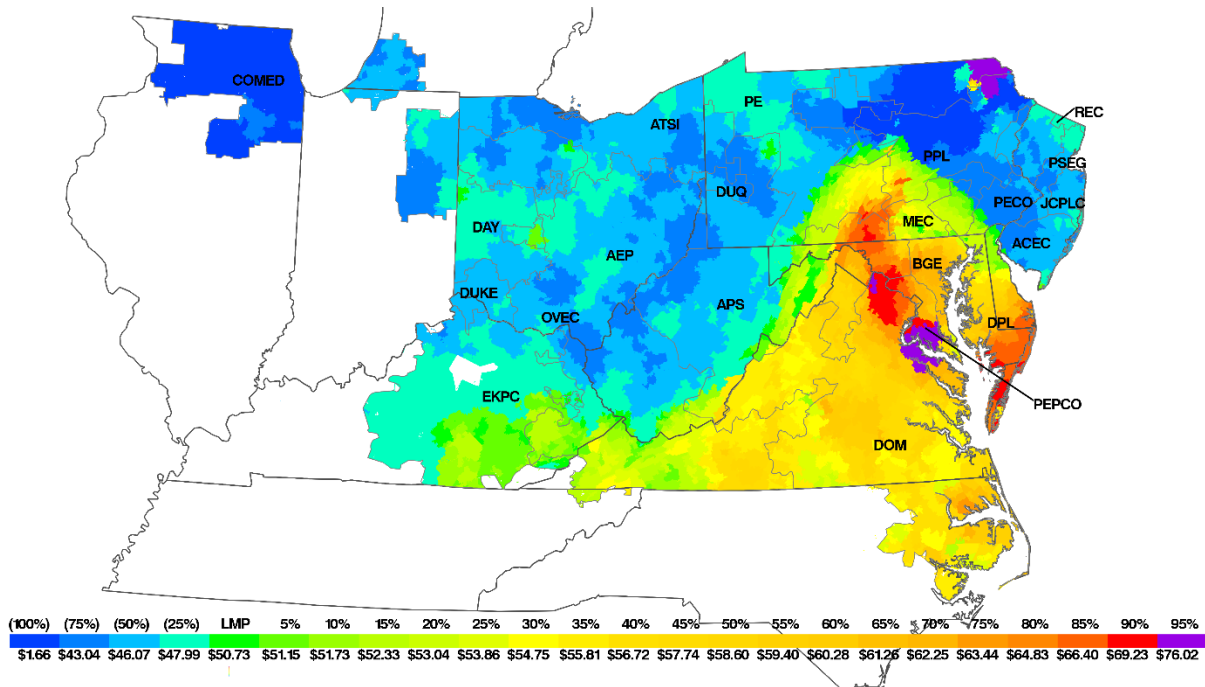 COMED
ATSI
PE
REC
PPL
PSEG
DUQ
PECO
JCPLC
DAY
MEC
ACEC
AEP
BGE
DUKE
APS
OVEC
DPL
EKPC
PEPCO
DOM
(100%) (75%) (50%) (25%) LMP 5% 10% 15% 20% 25% 30% 35% 40% 45% 50% 55% 60% 65% 70% 75% 80% 85% 90% 95%
$1.66 $43.04 $46.07 $47.99 $50.73 $51.15 $51.73 $52.33 $53.04 $53.86 $54.75 $55.81 $56.72 $57.74 $58.60 $59.40 $60.28 $61.26 $62.25 $63.44 $64.83 $66.40 $69.23 $76.02